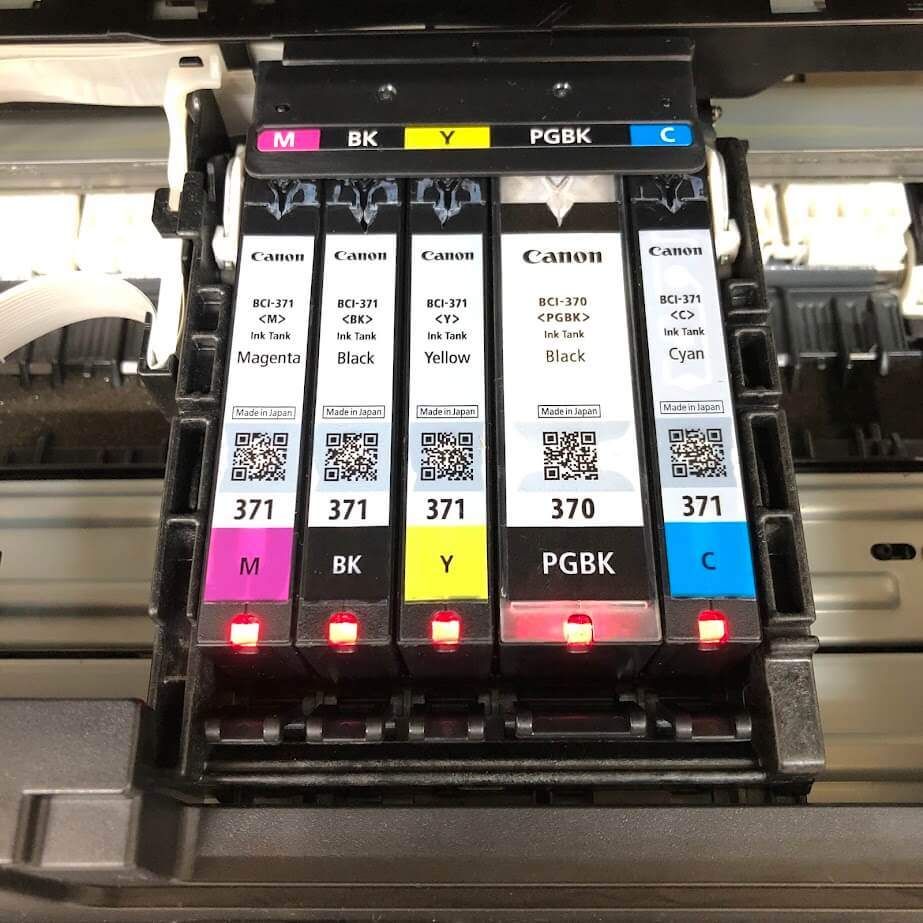 M BK Y PGBK C
Canon
BCI-371
<M>
Ink Tank
Magenta
Made in Japan
371
M
Canon
BCI-371
<BK>
Ink Tank
Black
Made in Japan
371
BK
Canon
BCI-371
<Y>
Ink Tank
Yellow
Made in Japan
371
Y
Canon
BCI-370
<PGBK>
Ink Tank
Black
Made in Japan
370
PGBK
Canon
BCI-371
<C>
Ink Tank
Cyan
Made in Japan
371
C